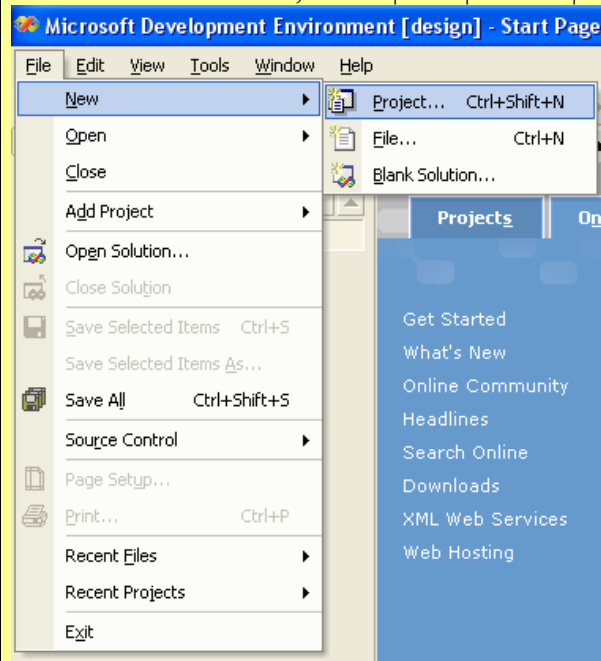 Microsoft Development Environment [design] - Start Page
File Edit View Tools Window Help
New
Project... Ctrl+Shift+N
Open
File... Ctrl+N
Close
Blank Solution...
Add Project
Projects
Open Solution...
Close Solution
Save Selected Items Ctrl+S
Get Started
Save Selected Items As...
What's New
Save All Ctrl+Shift+S
Online Community
Source Control
Headlines
Search Online
Page Setup...
Downloads
Print... Ctrl+P
XML Web Services
Recent Files
Web Hosting
Recent Projects
Exit